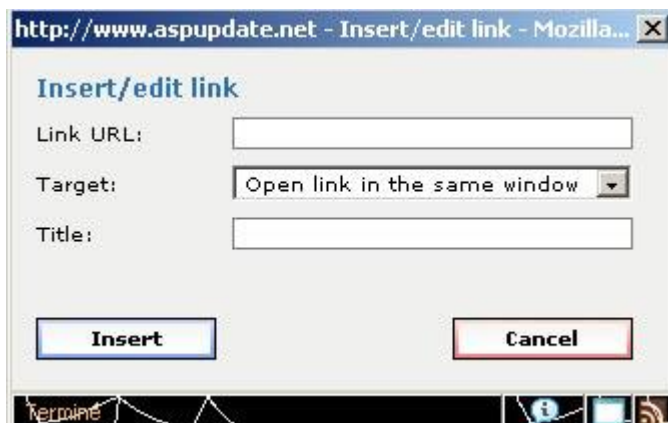 http://www.aspupdate.net - Insert/edit link - Mozilla...
Insert/edit link
Link URL:
Target: Open link in the same window
Title:
Insert Cancel
Terminé